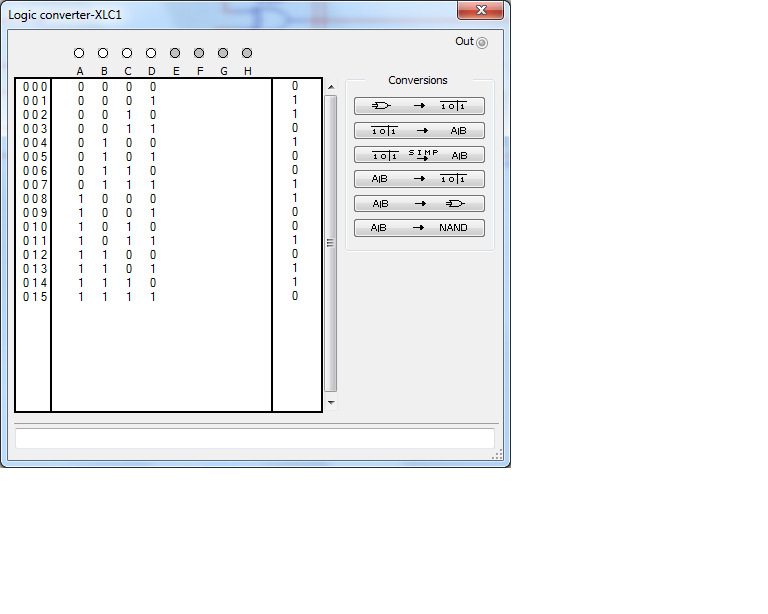 Logic converter-XLC1
Out
A B C D E F G H
000 0 0 0 0 0
001 0 0 0 1 1
002 0 0 1 0 1
003 0 0 1 1 0
004 0 1 0 0 1
005 0 1 0 1 0
006 0 1 1 0 0
007 0 1 1 1 1
008 1 0 0 0 1
009 1 0 0 1 0
010 1 0 1 0 0
011 1 0 1 1 1
012 1 1 0 0 0
013 1 1 0 1 1
014 1 1 1 0 1
015 1 1 1 1 0
Conversions
→ 1 0 1
1 0 1 → A|B
1 0 1 SIMP → A|B
A|B → 1 0 1
A|B →
A|B → NAND